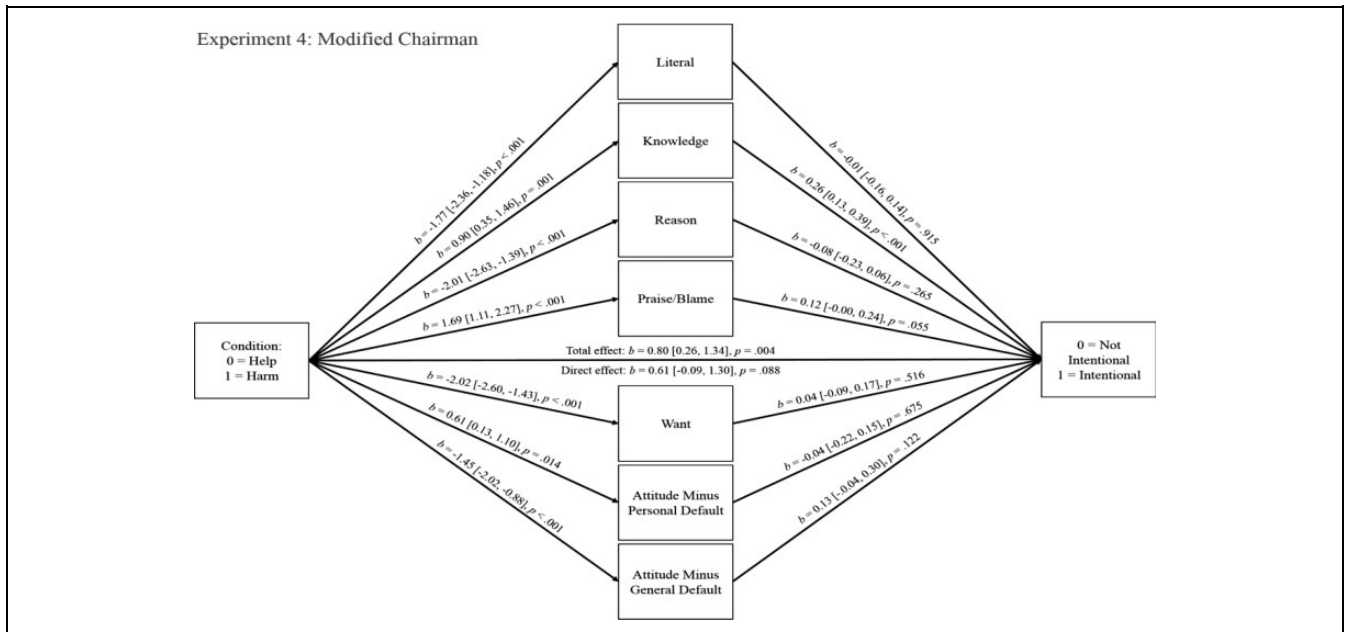 Experiment 4: Modified Chairman
Literal
Knowledge
Reason
Praise/Blame
Want
Attitude Minus
Personal Default
Attitude Minus
General Default
Condition:
0 = Help
1 = Harm
0 = Not
Intentional
1 = Intentional
b = -1.77 [-2.36, -1.18], p < .001
b = 0.90 [0.35, 1.46], p = .001
b = -2.01 [-2.63, -1.39], p < .001
b = 1.69 [1.11, 2.27], p < .001
Total effect: b = 0.80 [0.26, 1.34], p = .004
Direct effect: b = 0.61 [-0.09, 1.30], p = .088
b = -2.02 [-2.60, -1.43], p < .001
b = 0.61 [0.13, 1.10], p = .014
b = -1.45 [-2.02, -0.88], p < .001
b = -0.01 [-0.16, 0.14], p = .915
b = 0.26 [0.13, 0.39], p < .001
b = -0.08 [-0.23, 0.06], p = .265
b = 0.12 [-0.00, 0.24], p = .055
b = 0.04 [-0.09, 0.17], p = .516
b = -0.04 [-0.22, 0.15], p = .675
b = 0.13 [-0.04, 0.30], p = .122